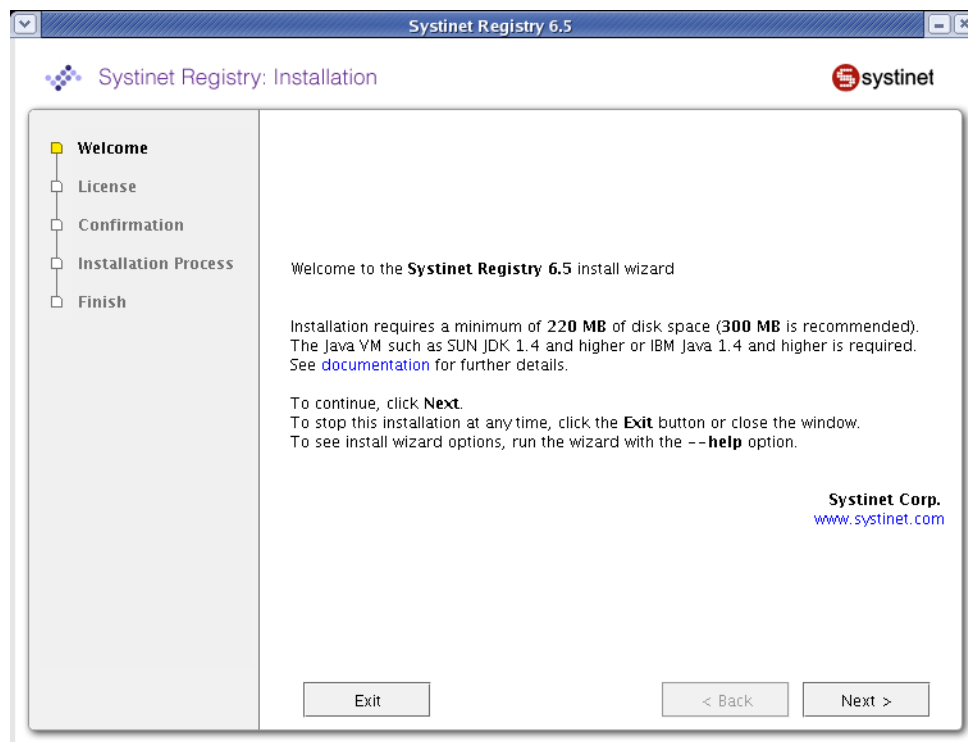 Systinet Registry 6.5
Systinet Registry: Installation
systinet
Welcome
License
Confirmation
Installation Process
Finish
Welcome to the Systinet Registry 6.5 install wizard
Installation requires a minimum of 220 MB of disk space (300 MB is recommended).
The Java VM such as SUN JDK 1.4 and higher or IBM Java 1.4 and higher is required.
See documentation for further details.
To continue, click Next.
To stop this installation at any time, click the Exit button or close the window.
To see install wizard options, run the wizard with the --help option.
Systinet Corp.
www.systinet.com
Exit
< Back
Next >